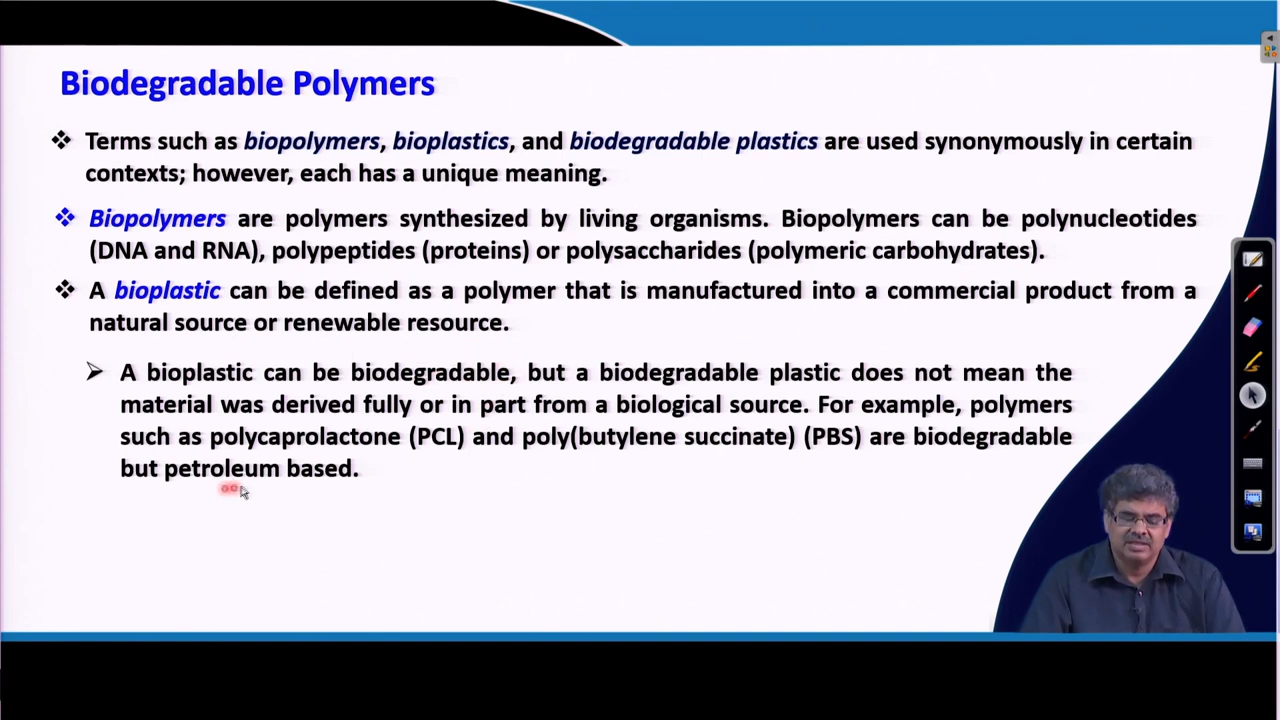 Biodegradable Polymers
❖ Terms such as biopolymers, bioplastics, and biodegradable plastics are used synonymously in certain
contexts; however, each has a unique meaning.
❖ Biopolymers are polymers synthesized by living organisms. Biopolymers can be polynucleotides
(DNA and RNA), polypeptides (proteins) or polysaccharides (polymeric carbohydrates).
❖ A bioplastic can be defined as a polymer that is manufactured into a commercial product from a
natural source or renewable resource.
➢ A bioplastic can be biodegradable, but a biodegradable plastic does not mean the
material was derived fully or in part from a biological source. For example, polymers
such as polycaprolactone (PCL) and poly(butylene succinate) (PBS) are biodegradable
but petroleum based.